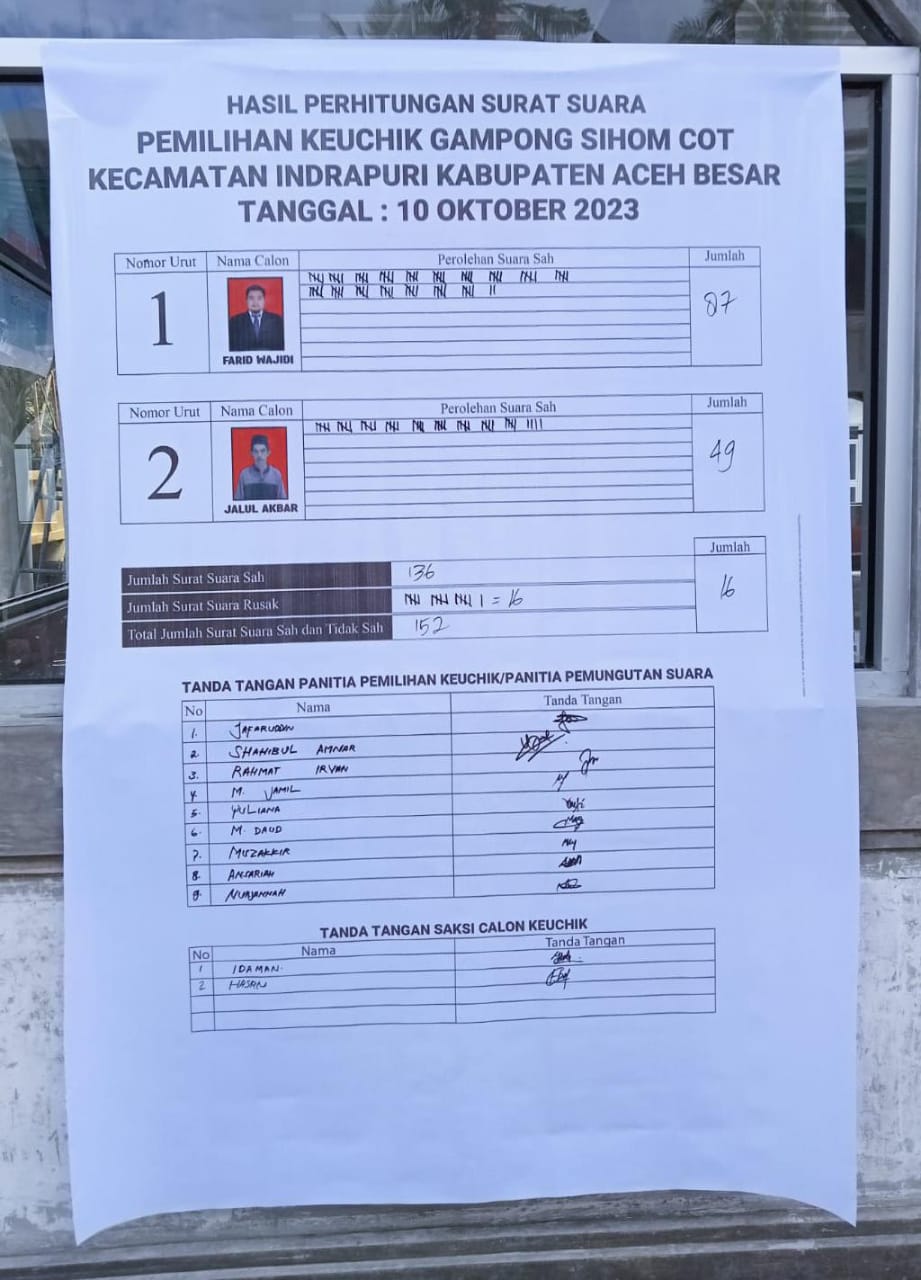 HASIL PERHITUNGAN SURAT SUARA
PEMILIHAN KEUCHIK GAMPONG SIHOM COT
KECAMATAN INDRAPURI KABUPATEN ACEH BESAR
TANGGAL : 10 OKTOBER 2023
Nomor Urut Nama Calon Perolehan Suara Sah Jumlah
1 87
FARID WAJIDI
Nomor Urut Nama Calon Perolehan Suara Sah Jumlah
2 49
JALUL AKBAR
Jumlah
Jumlah Surat Suara Sah 136
Jumlah Surat Suara Rusak = 16 16
Total Jumlah Surat Suara Sah dan Tidak Sah 152
TANDA TANGAN PANITIA PEMILIHAN KEUCHIK/PANITIA PEMUNGUTAN SUARA
No Nama Tanda Tangan
1. JAFARUDDIN
2. SHAHIBUL AMNAR
3. RAHMAT IRVAN
4. M. JAMIL
5. YULIANA
6. M. DAUD
7. MUZAKKIR
8. ANSARIAH
9. NURJANNAH
TANDA TANGAN SAKSI CALON KEUCHIK
No Nama Tanda Tangan
1 IDAMAN.
2 HASAN